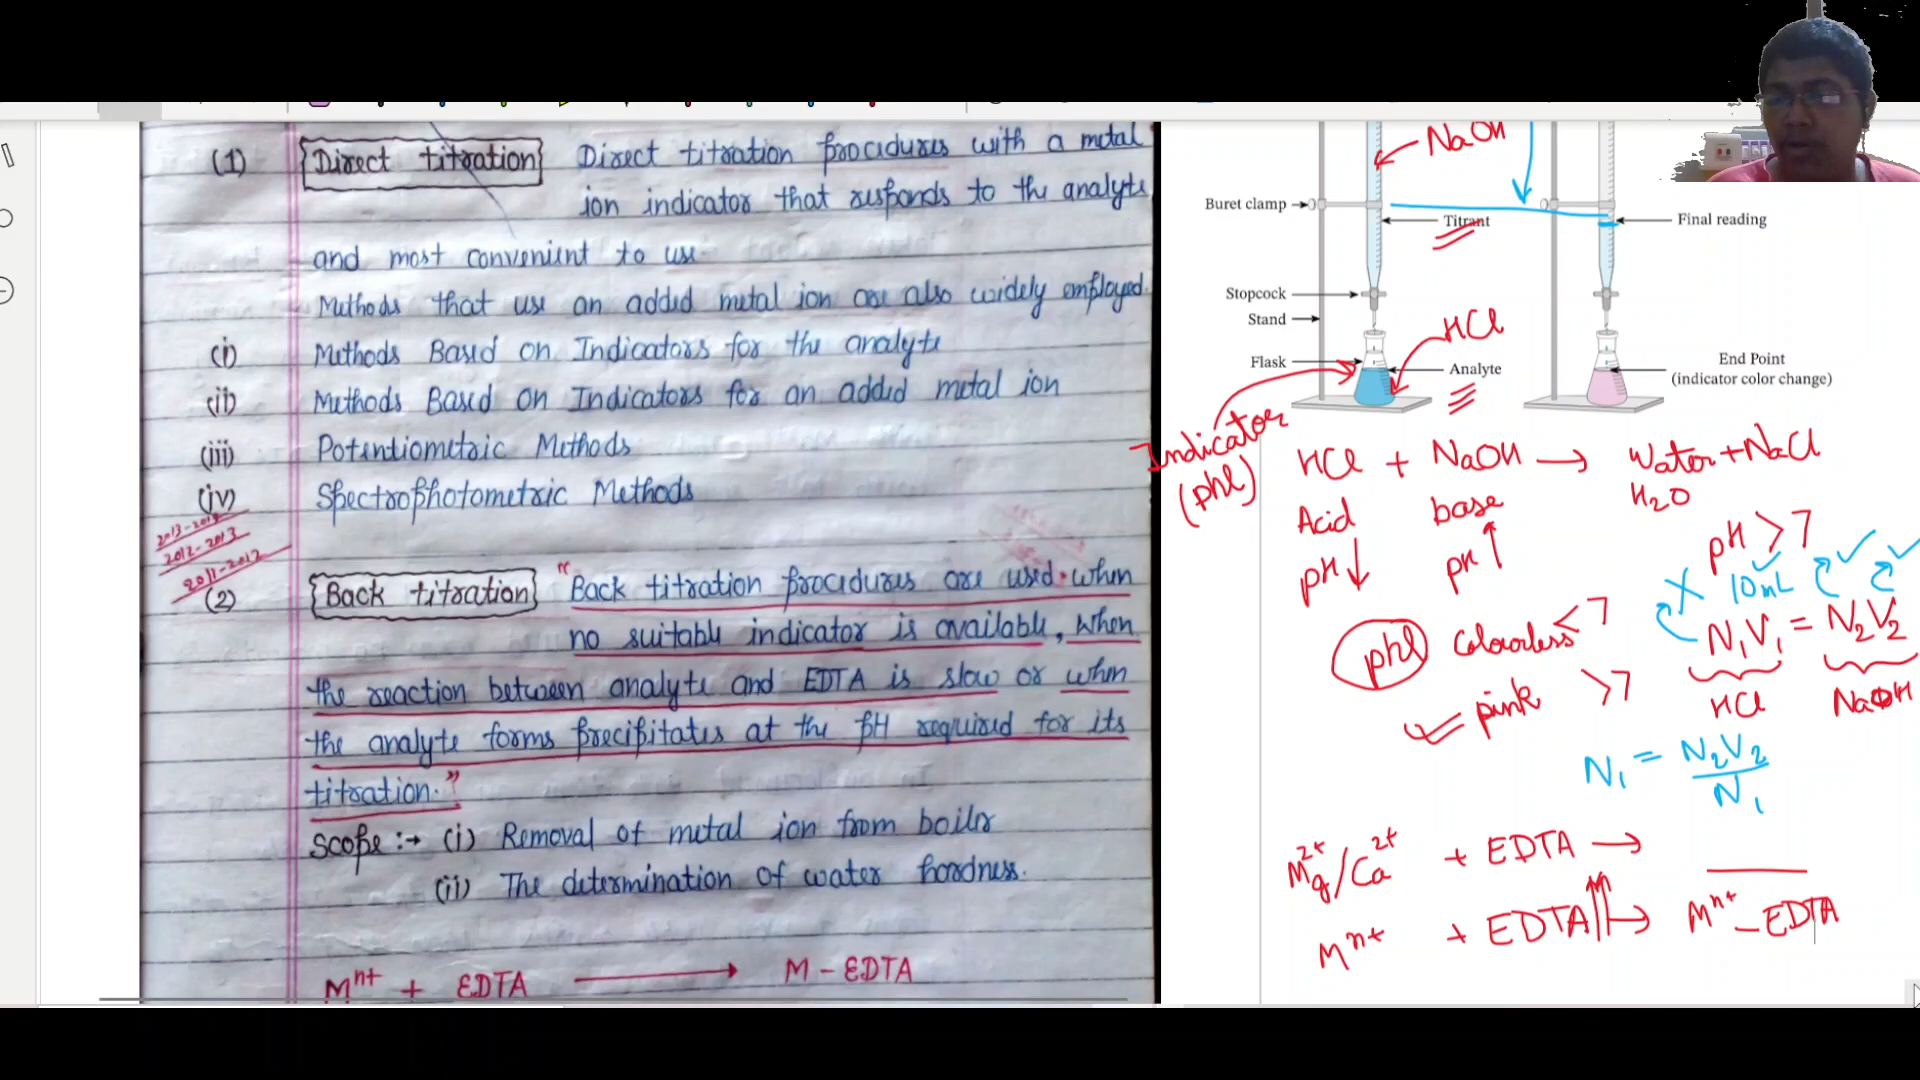 (1) Direct titration Direct titration procedures with a metal
ion indicator that responds to the analyte
and most convenient to use
Methods that use an added metal ion are also widely employed.
(i) Methods Based on Indicators for the analyte
(ii) Methods Based on Indicators for an added metal ion
(iii) Potentiometric Methods
(iv) Spectrophotometric Methods
2012-2013
2011-2012
(2) Back titration "Back titration procedures are used when
no suitable indicator is available, when
the reaction between analyte and EDTA is slow or when
the analyte forms precipitates at the pH required for its
titration."
Scope :→ (i) Removal of metal ion from boiler
(ii) The determination of water hardness.
Mⁿ⁺ + EDTA → M - EDTA
NaOH
Buret clamp
Titrant
Final reading
Stopcock
Stand
HCl
Flask
Analyte
End Point
(indicator color change)
Indicator
(phl)
HCl + NaOH → Water + NaCl
H2O
Acid base
pH ↓ pH ↑
pH > 7
X 10mL ✓ ✓
phl Colourless < 7
pink > 7
N₁V₁ = N₂V₂
HCl NaOH
N₁ = N₂V₂
N₁
Mg²⁺/Ca²⁺ + EDTA →
Mⁿ⁺ + EDTA → Mⁿ⁺ - EDTA